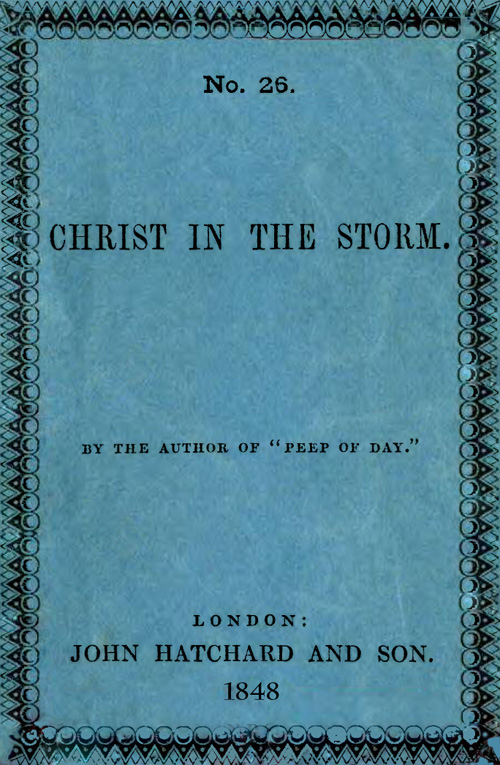 No. 26.
CHRIST IN THE STORM.
BY THE AUTHOR OF “PEEP OF DAY.”
LONDON:
JOHN HATCHARD AND SON.
1848